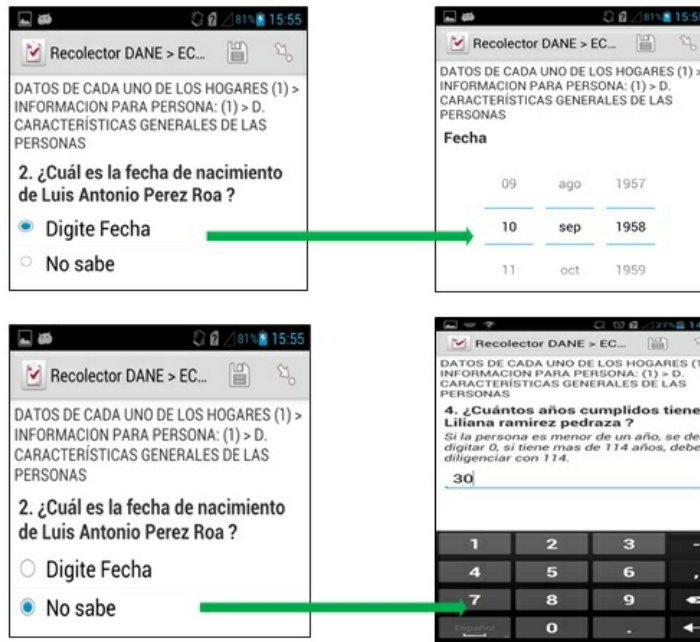 81% 15:55
Recolector DANE > EC...
DATOS DE CADA UNO DE LOS HOGARES (1) >
INFORMACION PARA PERSONA: (1) > D.
CARACTERÍSTICAS GENERALES DE LAS
PERSONAS
2. ¿Cuál es la fecha de nacimiento
de Luis Antonio Perez Roa ?
Digite Fecha
No sabe
81%
Recolector DANE > EC...
DATOS DE CADA UNO DE LOS HOGARES (1) >
INFORMACION PARA PERSONA: (1) > D.
CARACTERÍSTICAS GENERALES DE LAS
PERSONAS
Fecha
09 ago 1957
10 sep 1958
11 oct 1959
81% 15:55
Recolector DANE > EC...
DATOS DE CADA UNO DE LOS HOGARES (1) >
INFORMACION PARA PERSONA: (1) > D.
CARACTERÍSTICAS GENERALES DE LAS
PERSONAS
2. ¿Cuál es la fecha de nacimiento
de Luis Antonio Perez Roa ?
Digite Fecha
No sabe
27%
Recolector DANE > EC...
DATOS DE CADA UNO DE LOS HOGARES (1
INFORMACION PARA PERSONA: (1) > D.
CARACTERÍSTICAS GENERALES DE LAS
PERSONAS
4. ¿Cuántos años cumplidos tiene
Liliana ramirez pedraza ?
Si la persona es menor de un año, se de
digitar 0, si tiene mas de 114 años, debe
diligenciar con 114.
30
1 2 3 -
4 5 6 ,
7 8 9
Español 0 .